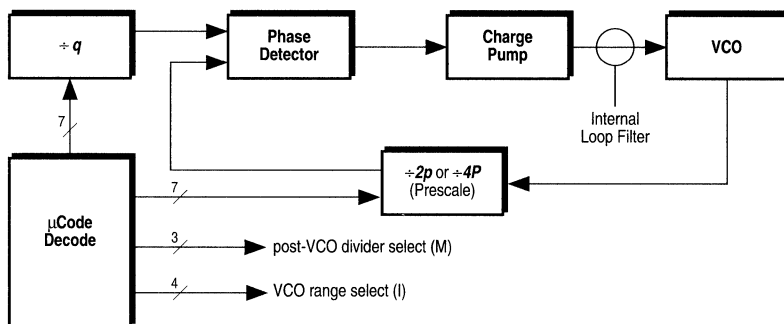 ÷ q
Phase
Detector
Charge
Pump
VCO
Internal
Loop Filter
7
÷2p or ÷4P
(Prescale)
7
µCode
Decode
3
post-VCO divider select (M)
4
VCO range select (I)